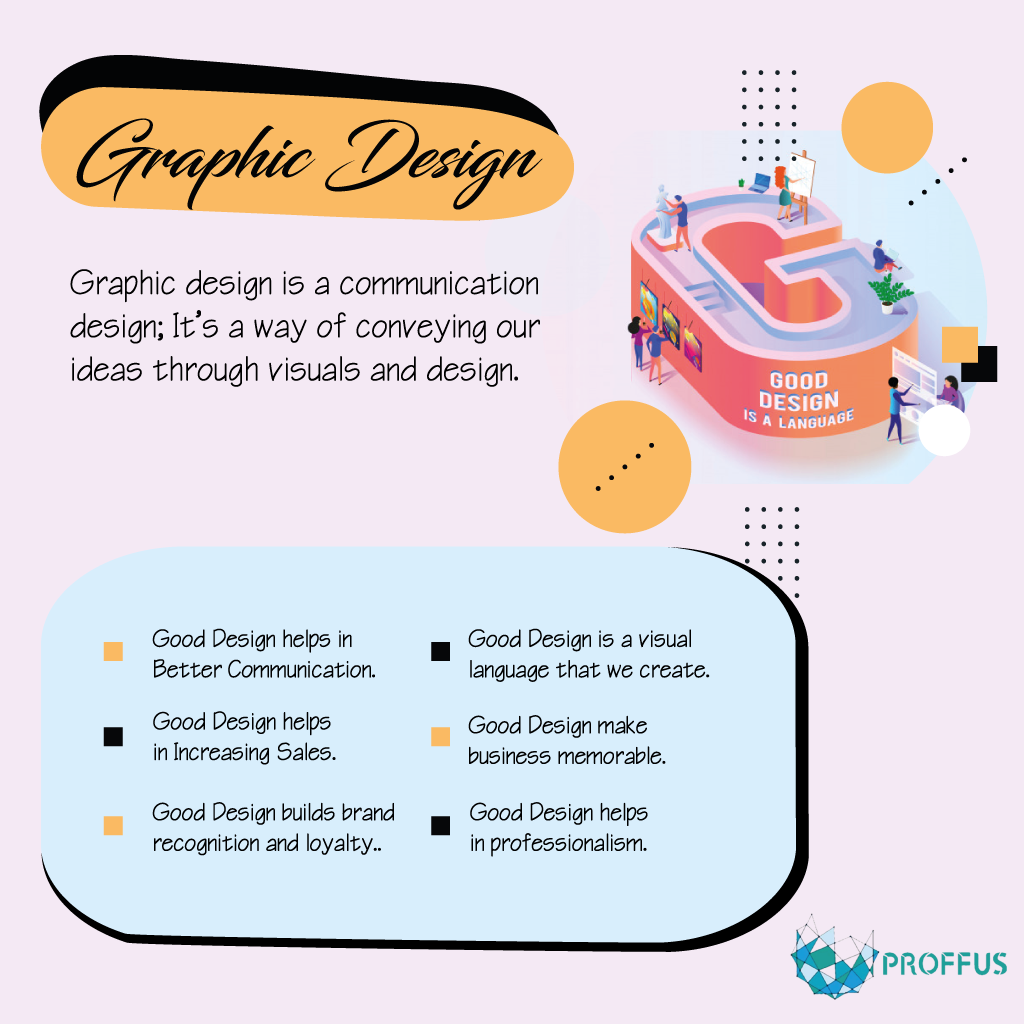 Graphic Design
Graphic design is a communication
design; It's a way of conveying our
ideas through visuals and design.
GOOD
DESIGN
IS A LANGUAGE
Good Design helps in
Better Communication.
Good Design helps
in Increasing Sales.
Good Design builds brand
recognition and loyalty..
Good Design is a visual
language that we create.
Good Design make
business memorable.
Good Design helps
in professionalism.
PROFFUS